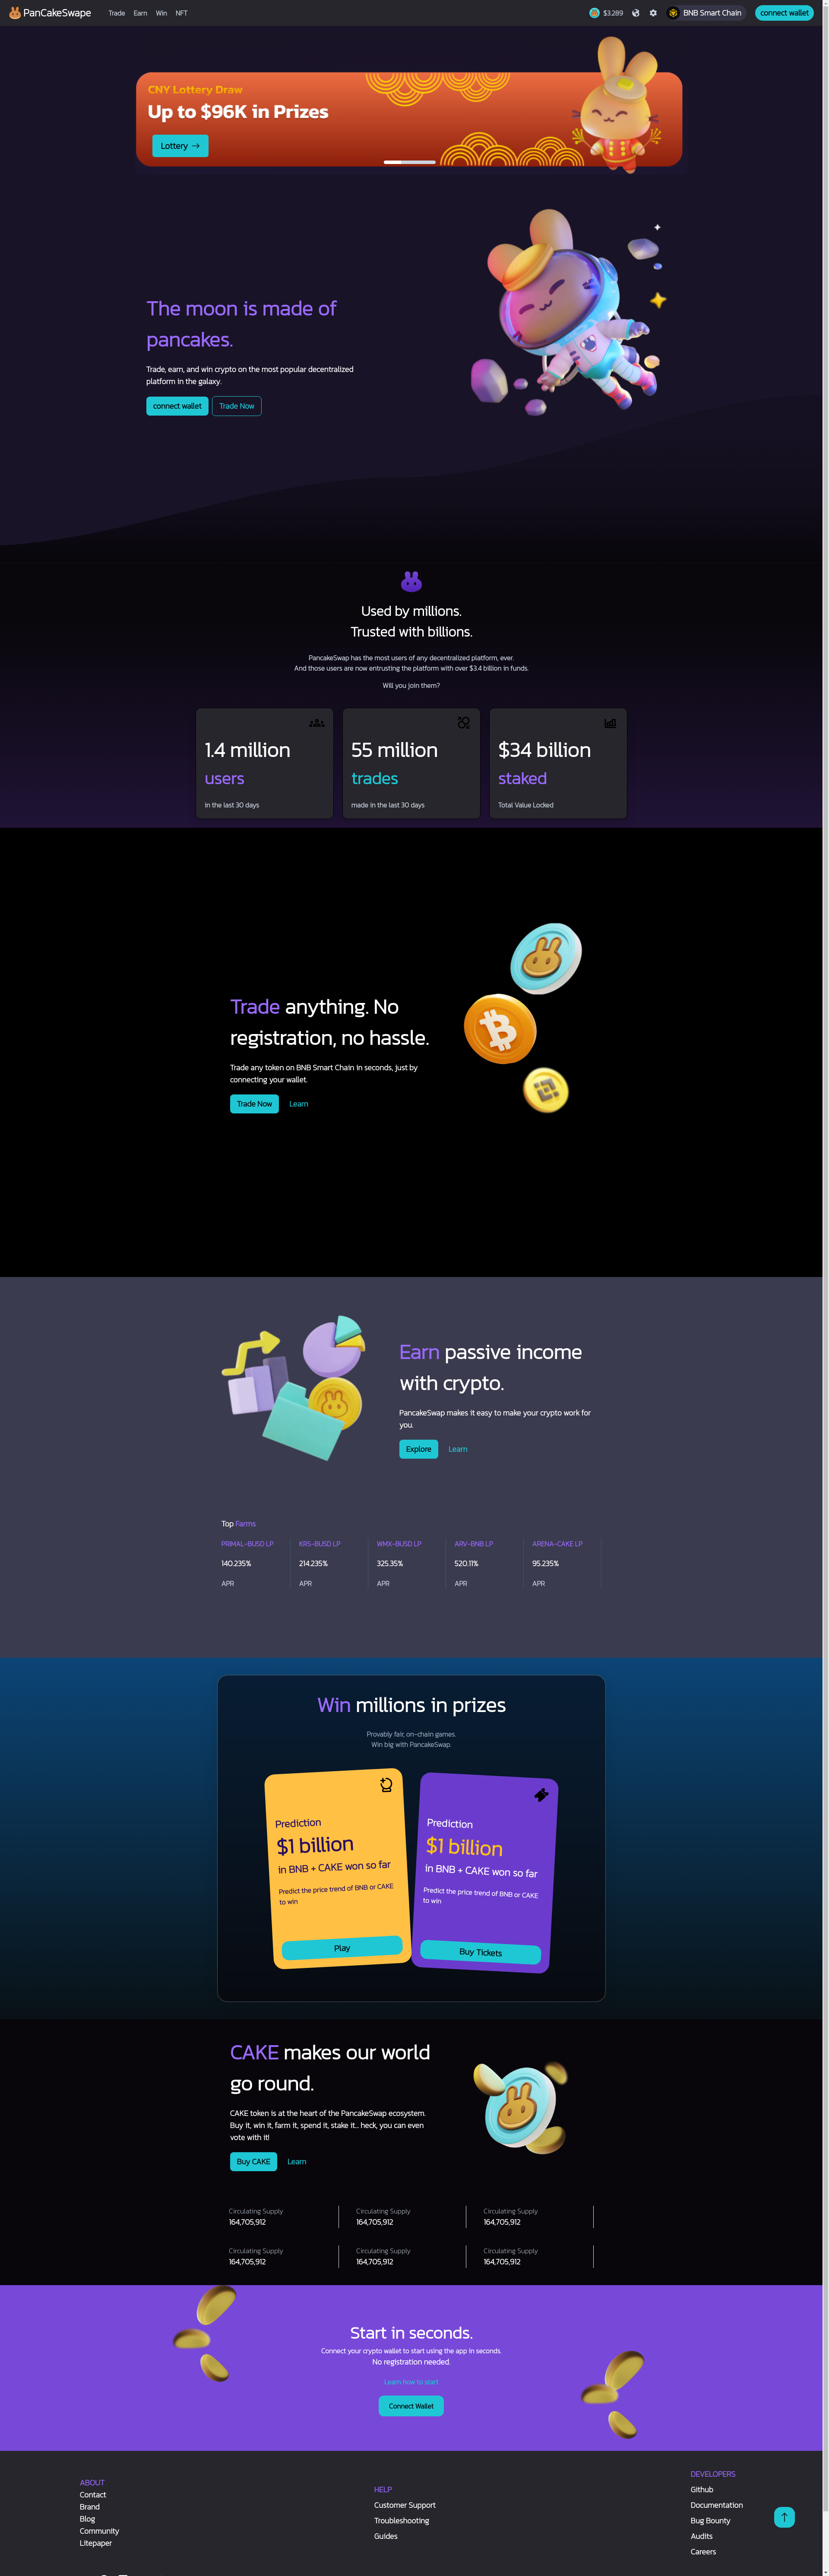 PanCakeSwape
Trade Earn Win NFT
$3.289
BNB Smart Chain
connect wallet
CNY Lottery Draw
Up to $96K in Prizes
Lottery →
The moon is made of
pancakes.
Trade, earn, and win crypto on the most popular decentralized
platform in the galaxy.
connect wallet
Trade Now
Used by millions.
Trusted with billions.
PancakeSwap has the most users of any decentralized platform, ever.
And those users are now entrusting the platform with over $3.4 billion in funds.
Will you join them?
1.4 million
users
in the last 30 days
55 million
trades
made in the last 30 days
$34 billion
staked
Total Value Locked
Trade anything. No
registration, no hassle.
Trade any token on BNB Smart Chain in seconds, just by
connecting your wallet.
Trade Now
Learn
Earn passive income
with crypto.
PancakeSwap makes it easy to make your crypto work for
you.
Explore
Learn
Top Farms
PRIMAL-BUSD LP
140.235%
APR
KRS-BUSD LP
214.235%
APR
WMX-BUSD LP
325.35%
APR
ARV-BNB LP
520.11%
APR
ARENA-CAKE LP
95.235%
APR
Win millions in prizes
Provably fair, on-chain games.
Win big with PancakeSwap.
Prediction
$1 billion
in BNB + CAKE won so far
Predict the price trend of BNB or CAKE
to win
Play
Prediction
$1 billion
in BNB + CAKE won so far
Predict the price trend of BNB or CAKE
to win
Buy Tickets
CAKE makes our world
go round.
CAKE token is at the heart of the PancakeSwap ecosystem.
Buy it, win it, farm it, spend it, stake it... heck, you can even
vote with it!
Buy CAKE
Learn
Circulating Supply
164,705,912
Circulating Supply
164,705,912
Circulating Supply
164,705,912
Circulating Supply
164,705,912
Circulating Supply
164,705,912
Circulating Supply
164,705,912
Start in seconds.
Connect your crypto wallet to start using the app in seconds.
No registration needed.
Learn how to start
Connect Wallet
ABOUT
Contact
Brand
Blog
Community
Litepaper
HELP
Customer Support
Troubleshooting
Guides
DEVELOPERS
Github
Documentation
Bug Bounty
Audits
Careers